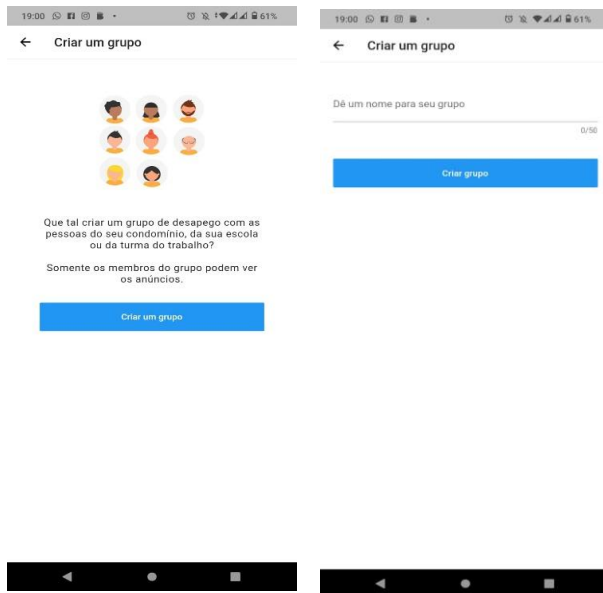 19:00
61%
Criar um grupo
Que tal criar um grupo de desapego com as
pessoas do seu condomínio, da sua escola
ou da turma do trabalho?
Somente os membros do grupo podem ver
os anúncios.
Criar um grupo
19:00
61%
Criar um grupo
Dê um nome para seu grupo
0/50
Criar grupo